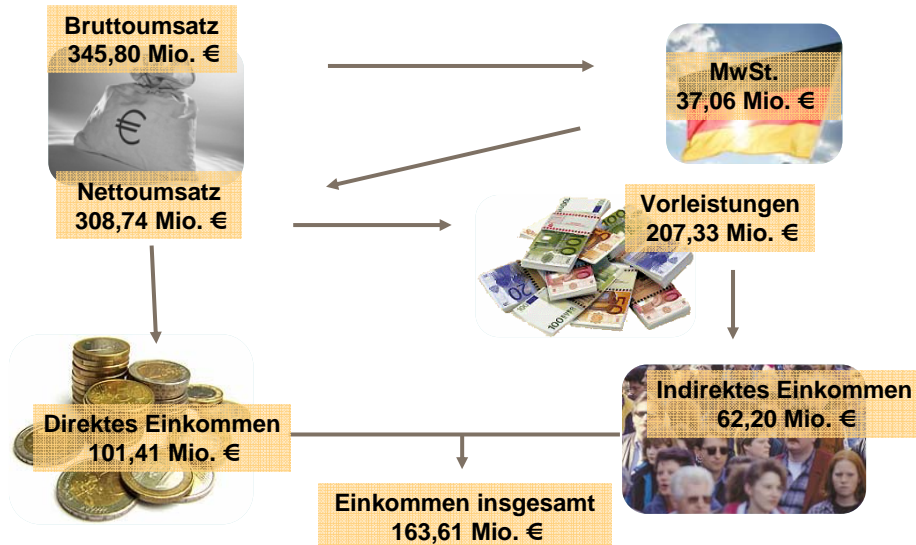 Bruttoumsatz
345,80 Mio. €
MwSt.
37,06 Mio. €
Nettoumsatz
308,74 Mio. €
Vorleistungen
207,33 Mio. €
Direktes Einkommen
101,41 Mio. €
Indirektes Einkommen
62,20 Mio. €
Einkommen insgesamt
163,61 Mio. €